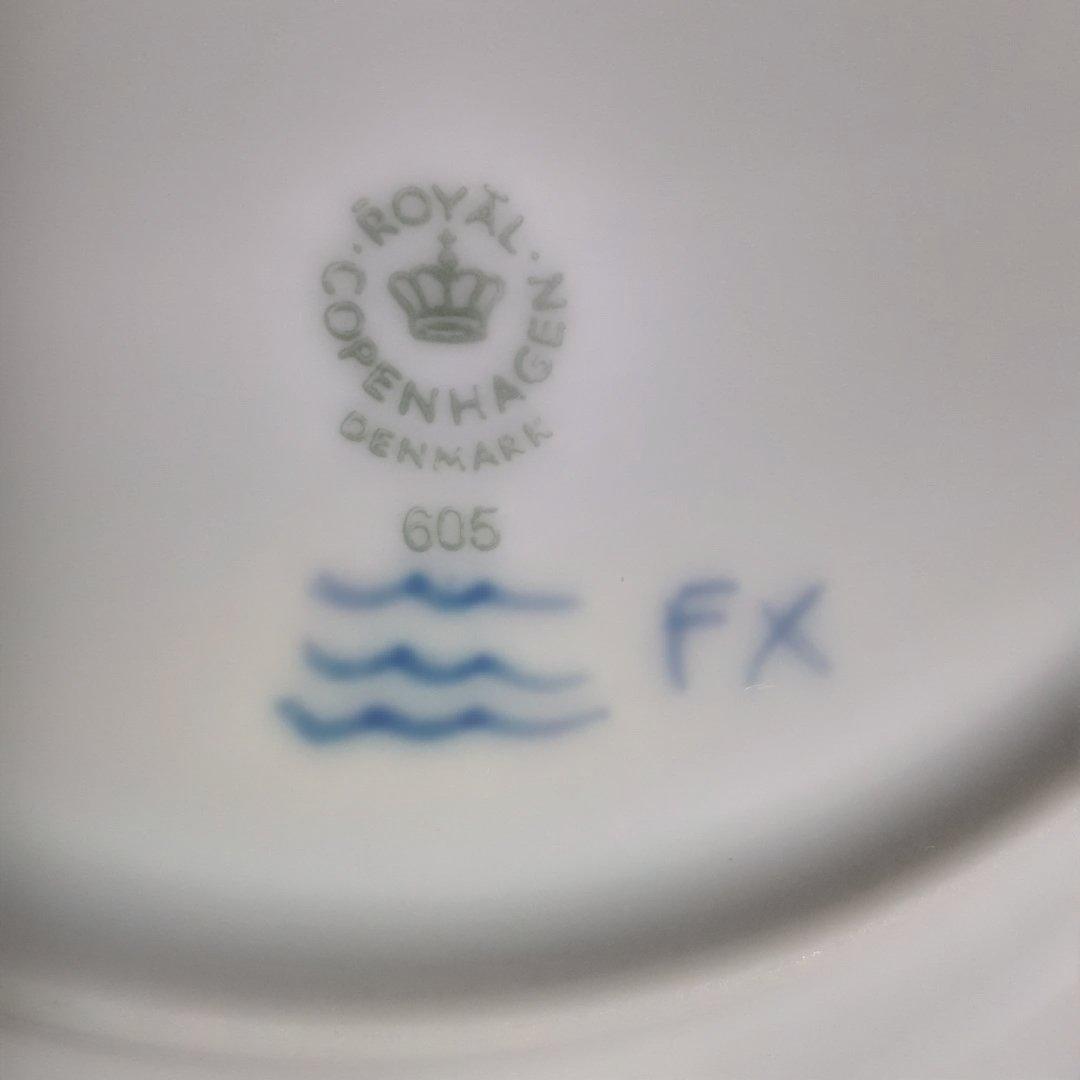 ROYAL
COPENHAGEN
DENMARK
605
FX